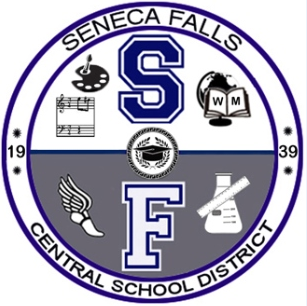 SENECA FALLS
S
W M
19 39
F
CENTRAL SCHOOL DISTRICT